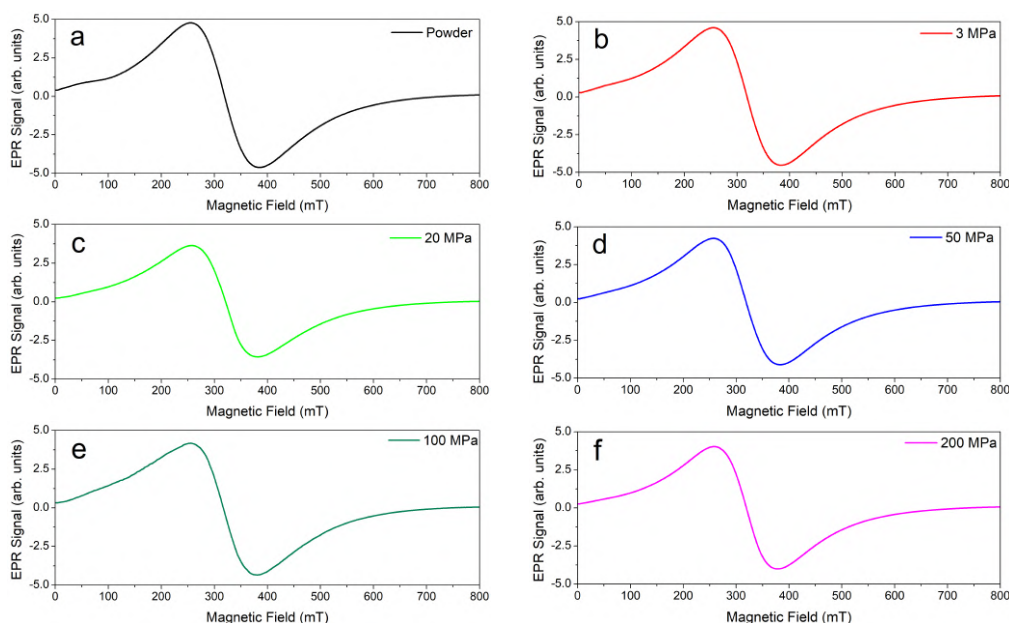 a
Powder
EPR Signal (arb. units)
5.0
2.5
0.0
-2.5
-5.0
0 100 200 300 400 500 600 700 800
Magnetic Field (mT)
b
3 MPa
EPR Signal (arb. units)
5.0
2.5
0.0
-2.5
-5.0
0 100 200 300 400 500 600 700 800
Magnetic Field (mT)
c
20 MPa
EPR Signal (arb. units)
5.0
2.5
0.0
-2.5
-5.0
0 100 200 300 400 500 600 700 800
Magnetic Field (mT)
d
50 MPa
EPR Signal (arb. units)
5.0
2.5
0.0
-2.5
-5.0
0 100 200 300 400 500 600 700 800
Magnetic Field (mT)
e
100 MPa
EPR Signal (arb. units)
5.0
2.5
0.0
-2.5
-5.0
0 100 200 300 400 500 600 700 800
Magnetic Field (mT)
f
200 MPa
EPR Signal (arb. units)
5.0
2.5
0.0
-2.5
-5.0
0 100 200 300 400 500 600 700 800
Magnetic Field (mT)